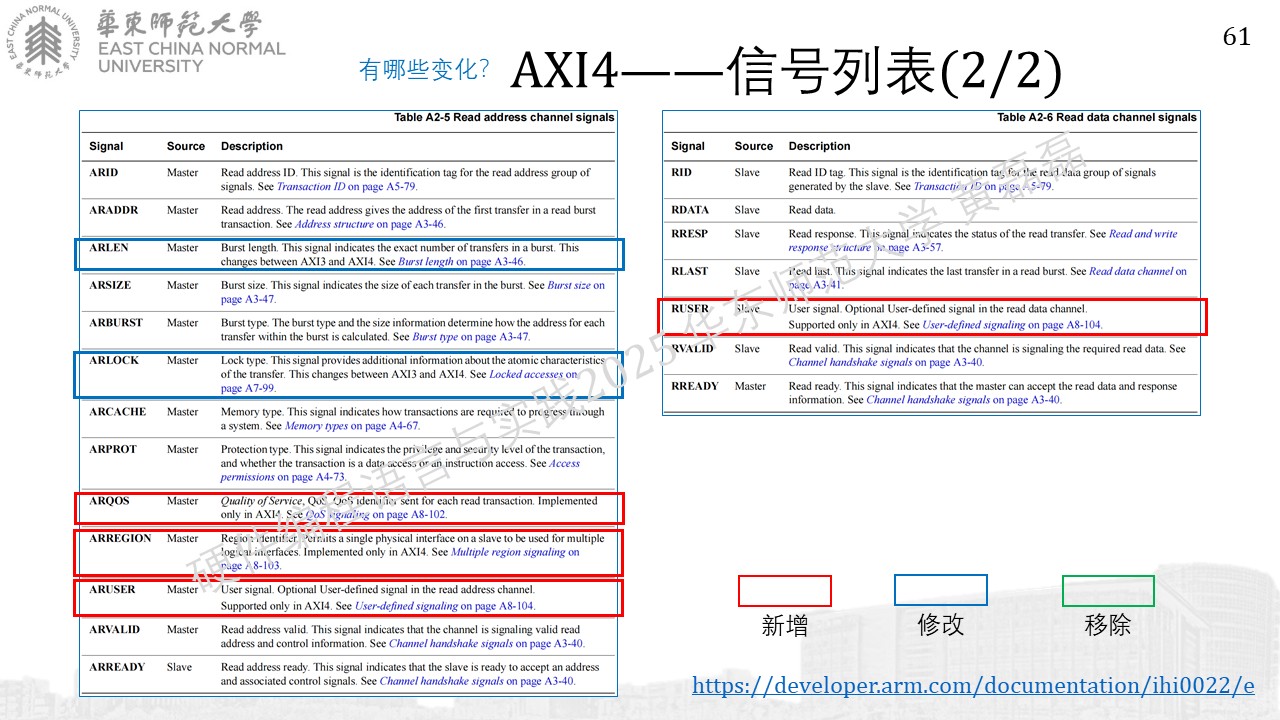 華東師範大學
EAST CHINA NORMAL
UNIVERSITY
EAST CHINA NORMAL UNIVERSITY
華東師範大學
61
有哪些变化?
AXI4——信号列表(2/2)
Table A2-5 Read address channel signals
Signal Source Description
ARID Master Read address ID. This signal is the identification tag for the read address group of
signals. See Transaction ID on page A5-79.
ARADDR Master Read address. The read address gives the address of the first transfer in a read burst
transaction. See Address structure on page A3-46.
ARLEN Master Burst length. This signal indicates the exact number of transfers in a burst. This
changes between AXI3 and AXI4. See Burst length on page A3-46.
ARSIZE Master Burst size. This signal indicates the size of each transfer in the burst. See Burst size on
page A3-47.
ARBURST Master Burst type. The burst type and the size information determine how the address for each
transfer within the burst is calculated. See Burst type on page A3-47.
ARLOCK Master Lock type. This signal provides additional information about the atomic characteristics
of the transfer. This changes between AXI3 and AXI4. See Locked accesses on
page A7-99.
ARCACHE Master Memory type. This signal indicates how transactions are required to progress through
a system. See Memory types on page A4-67.
ARPROT Master Protection type. This signal indicates the privilege and security level of the transaction,
and whether the transaction is a data access or an instruction access. See Access
permissions on page A4-73.
ARQOS Master Quality of Service, QoS. QoS identifier sent for each read transaction. Implemented
only in AXI4. See QoS signaling on page A8-102.
ARREGION Master Region identifier. Permits a single physical interface on a slave to be used for multiple
logical interfaces. Implemented only in AXI4. See Multiple region signaling on
page A8-103.
ARUSER Master User signal. Optional User-defined signal in the read address channel.
Supported only in AXI4. See User-defined signaling on page A8-104.
ARVALID Master Read address valid. This signal indicates that the channel is signaling valid read
address and control information. See Channel handshake signals on page A3-40.
ARREADY Slave Read address ready. This signal indicates that the slave is ready to accept an address
and associated control signals. See Channel handshake signals on page A3-40.
Table A2-6 Read data channel signals
Signal Source Description
RID Slave Read ID tag. This signal is the identification tag for the read data group of signals
generated by the slave. See Transaction ID on page A5-79.
RDATA Slave Read data.
RRESP Slave Read response. This signal indicates the status of the read transfer. See Read and write
response structure on page A3-57.
RLAST Slave Read last. This signal indicates the last transfer in a read burst. See Read data channel on
page A3-41.
RUSER Slave User signal. Optional User-defined signal in the read data channel.
Supported only in AXI4. See User-defined signaling on page A8-104.
RVALID Slave Read valid. This signal indicates that the channel is signaling the required read data. See
Channel handshake signals on page A3-40.
RREADY Master Read ready. This signal indicates that the master can accept the read data and response
information. See Channel handshake signals on page A3-40.
硬件编程语言与实践2025 华东师范大学 黄磊磊
新增
修改
移除
https://developer.arm.com/documentation/ihi0022/e